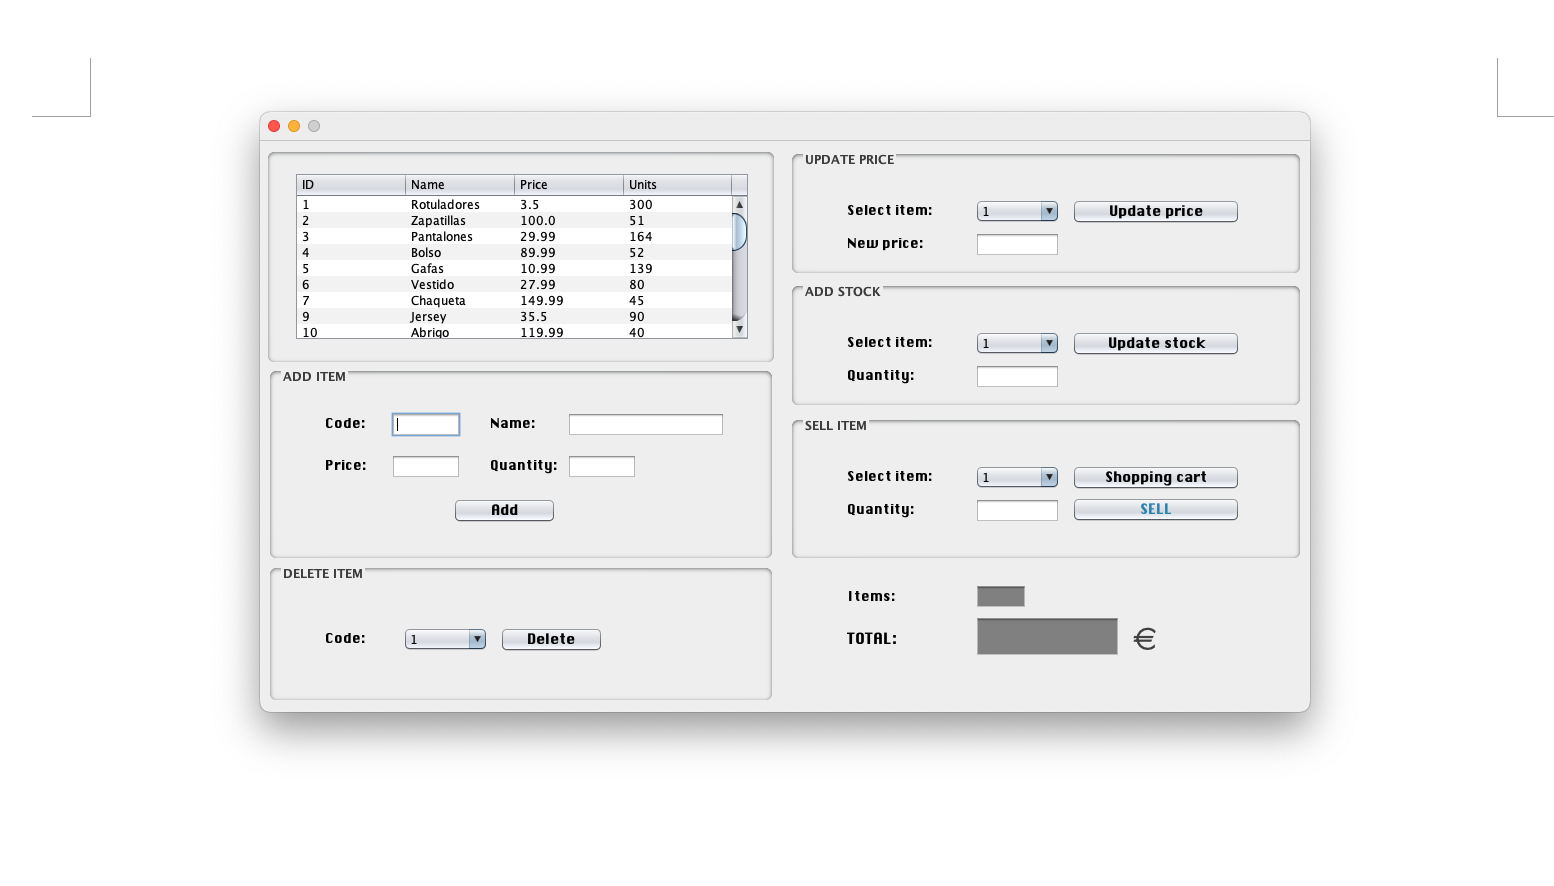 ID Name Price Units
1 Rotuladores 3.5 300
2 Zapatillas 100.0 51
3 Pantalones 29.99 164
4 Bolso 89.99 52
5 Gafas 10.99 139
6 Vestido 27.99 80
7 Chaqueta 149.99 45
9 Jersey 35.5 90
10 Abrigo 119.99 40
ADD ITEM
Code: Name:
Price: Quantity:
Add
DELETE ITEM
Code: 1 Delete
UPDATE PRICE
Select item: 1 Update price
New price:
ADD STOCK
Select item: 1 Update stock
Quantity:
SELL ITEM
Select item: 1 Shopping cart
Quantity: SELL
Items:
TOTAL: €